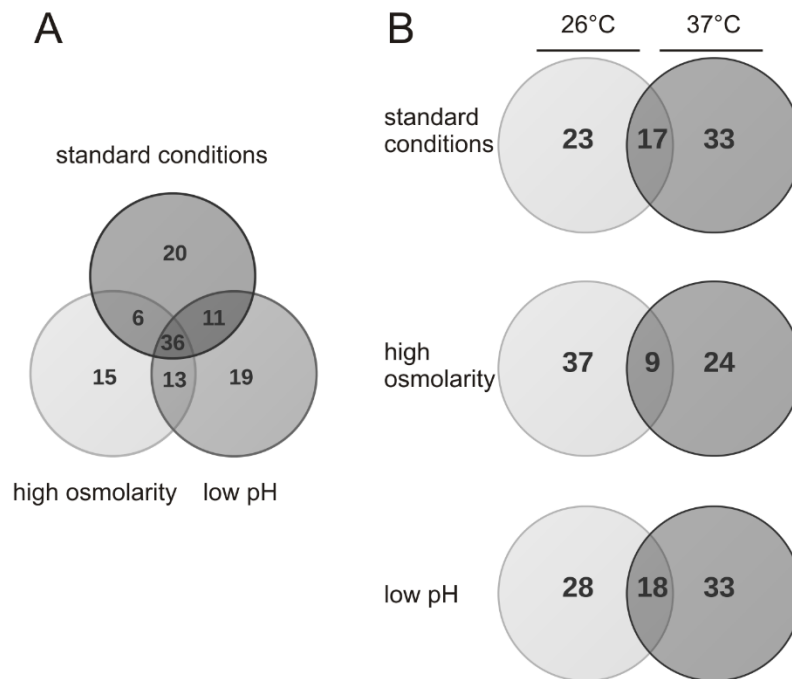 A
standard conditions
20
6
11
36
15
13
19
high osmolarity
low pH
B
26°C
37°C
standard
conditions
23
17
33
high
osmolarity
37
9
24
low pH
28
18
33